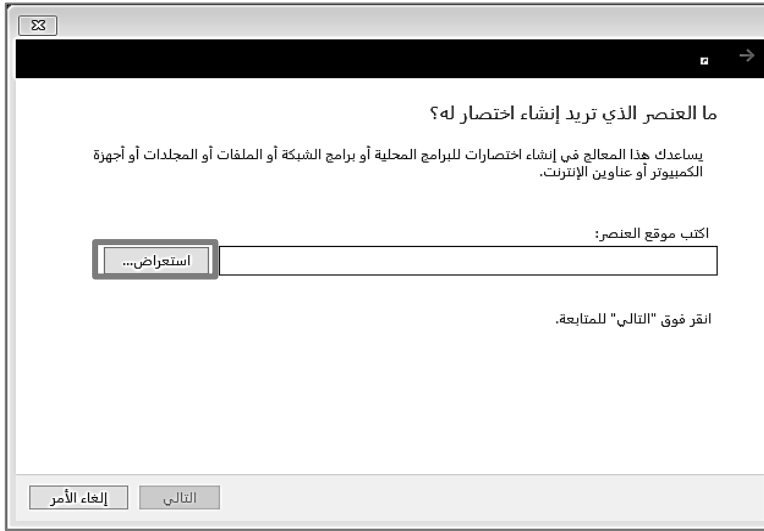 ما العنصر الذي تريد إنشاء اختصار له؟
يساعدك هذا المعالج في إنشاء اختصارات للبرامج المحلية أو برامج الشبكة أو الملفات أو المجلدات أو أجهزة
الكمبيوتر أو عناوين الإنترنت.
اكتب موقع العنصر:
استعراض...
انقر فوق "التالي" للمتابعة.
التالي
إلغاء الأمر